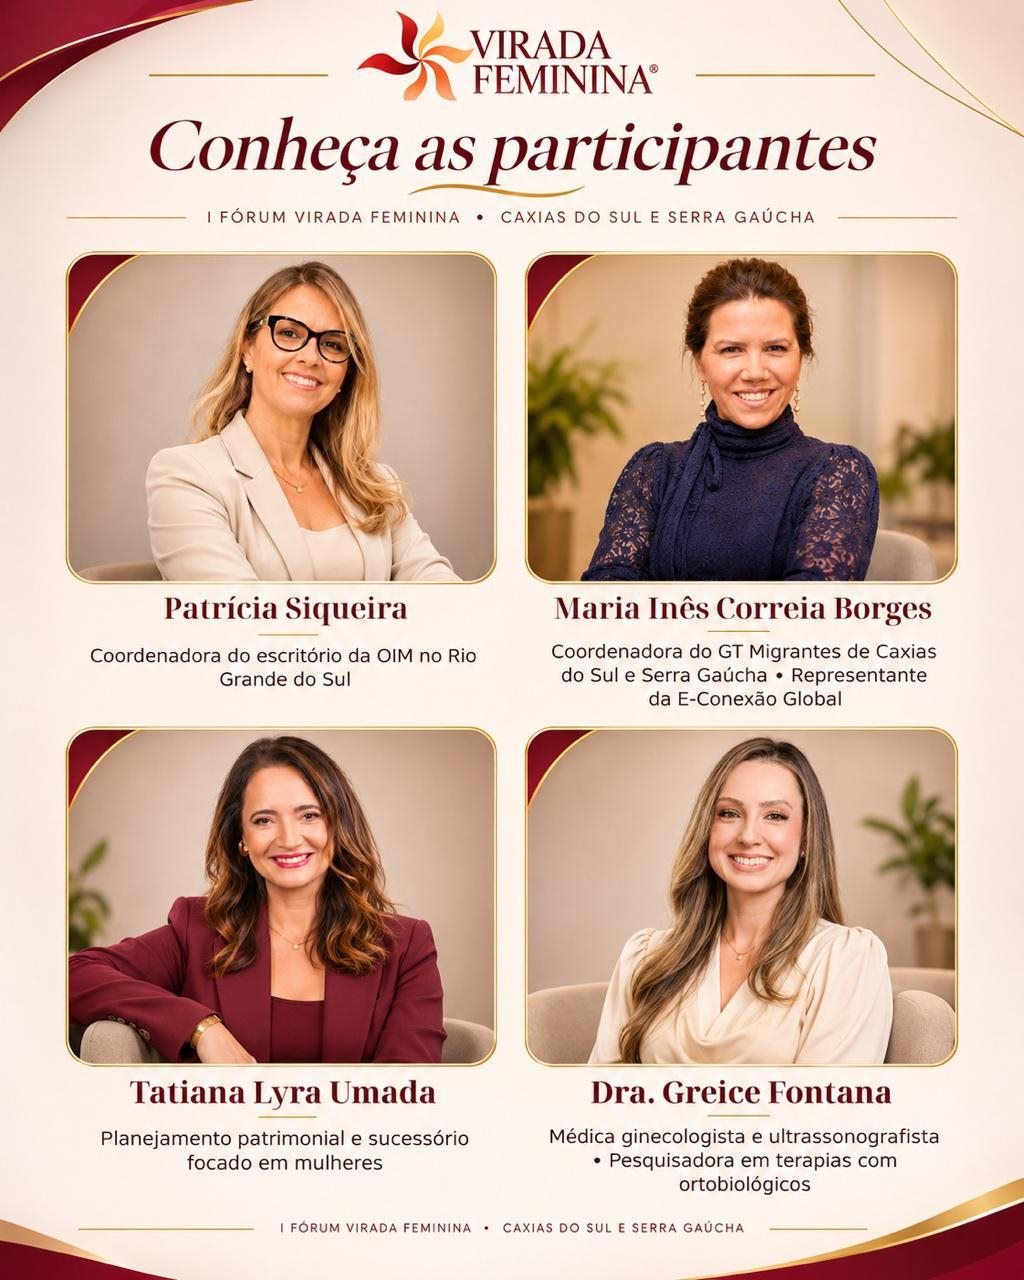 VIRADA
FEMININA®
Conheça as participantes
I FÓRUM VIRADA FEMININA • CAXIAS DO SUL E SERRA GAÚCHA
Patrícia Siqueira
Coordenadora do escritório da OIM no Rio
Grande do Sul
Maria Inês Correia Borges
Coordenadora do GT Migrantes de Caxias
do Sul e Serra Gaúcha • Representante
da E-Conexão Global
Tatiana Lyra Umada
Planejamento patrimonial e sucessório
focado em mulheres
Dra. Greice Fontana
Médica ginecologista e ultrassonografista
• Pesquisadora em terapias com
ortobiológicos
I FÓRUM VIRADA FEMININA • CAXIAS DO SUL E SERRA GAÚCHA